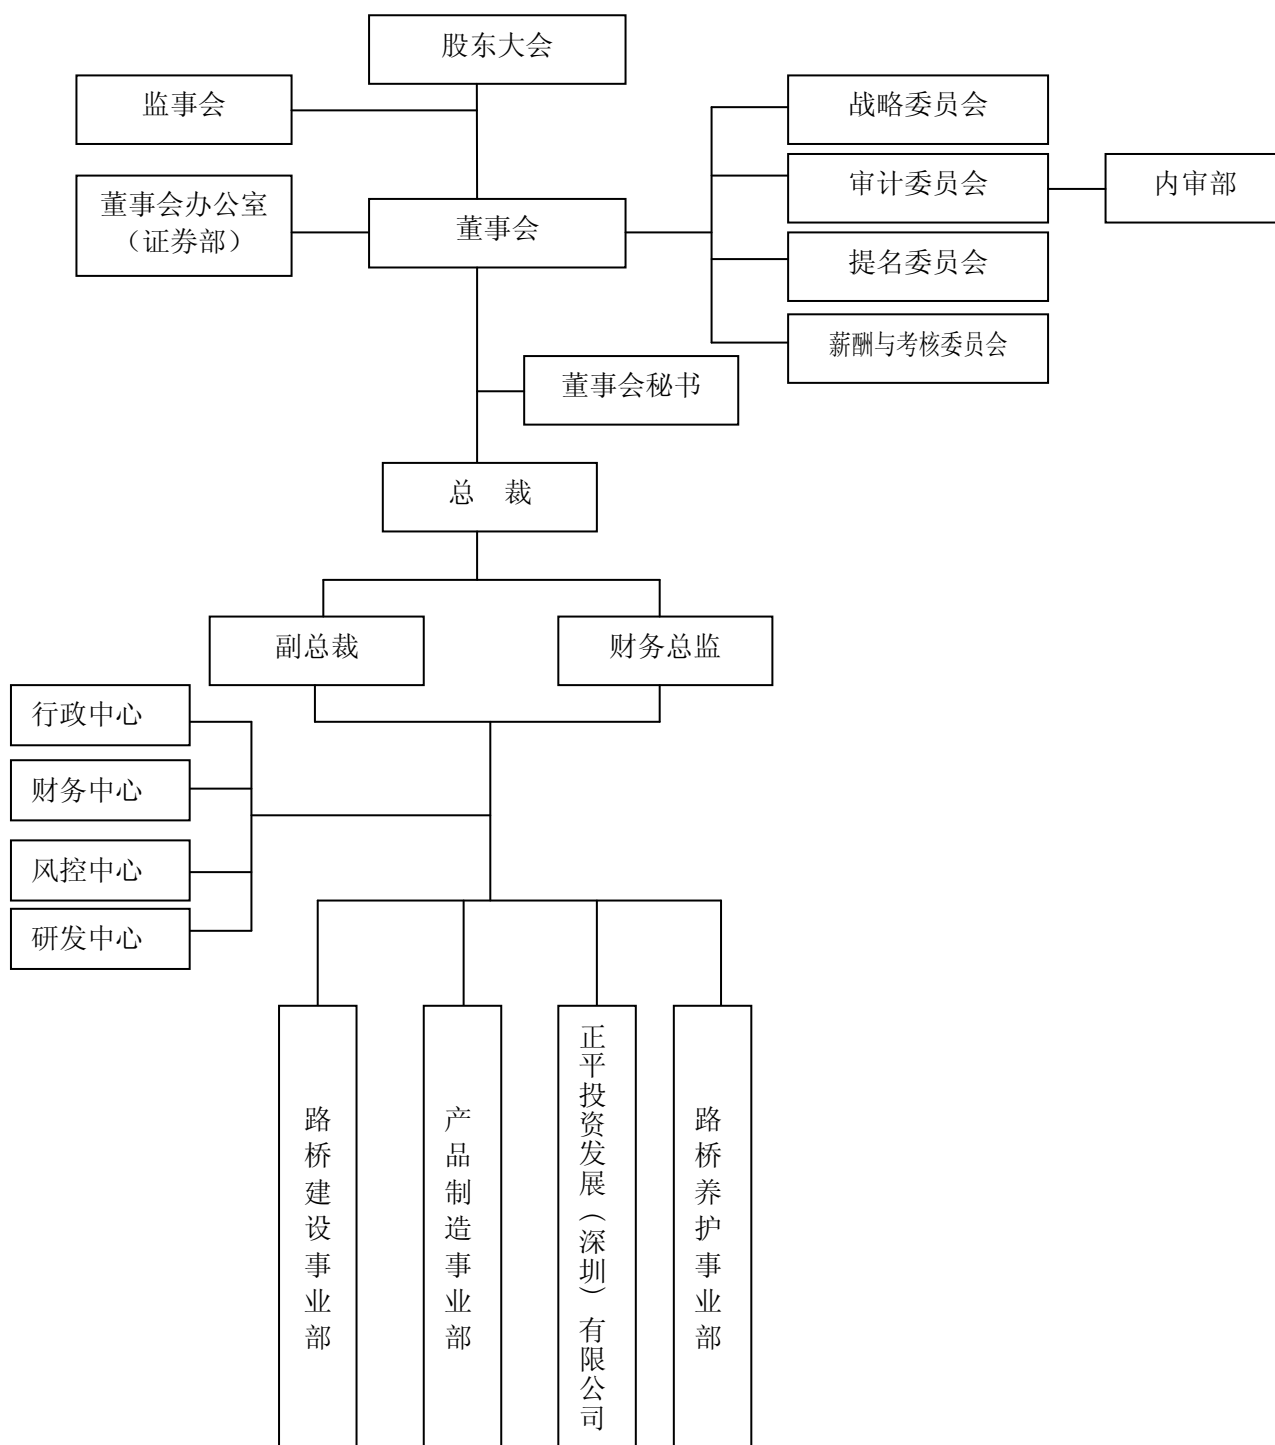 股东大会
监事会
战略委员会
审计委员会
内审部
董事会办公室
（证券部）
董事会
提名委员会
薪酬与考核委员会
董事会秘书
总 裁
副总裁
财务总监
行政中心
财务中心
风控中心
研发中心
路桥建设事业部
产品制造事业部
正平投资发展（深圳）有限公司
路桥养护事业部